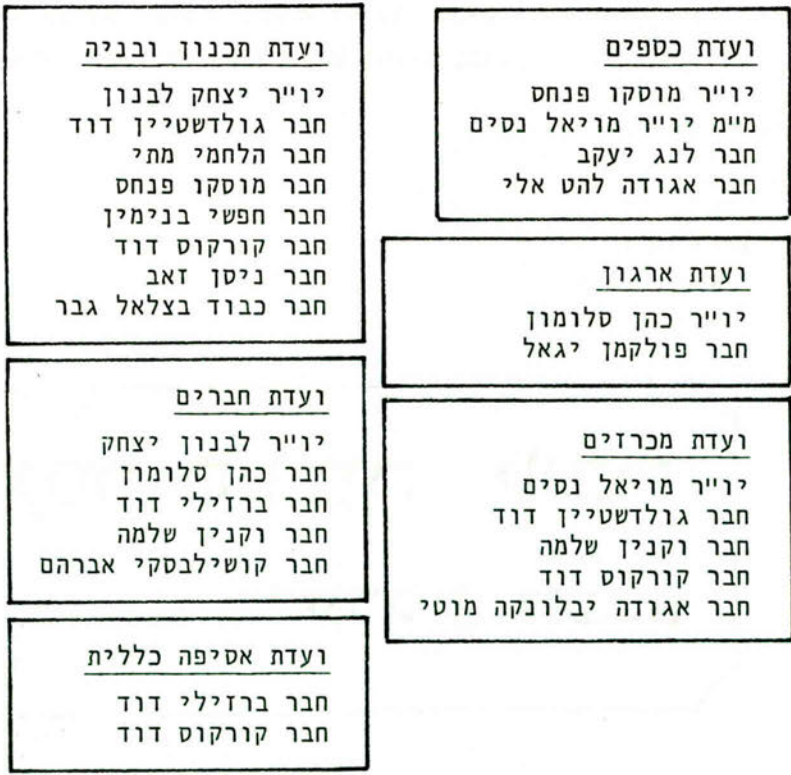 ועדת כספים
יו״ר מוסקו פנחס
מ״מ יו״ר מויאל נסים
חבר לנג יעקב
חבר אגודה להט אלי
ועדת ארגון
יו״ר כהן סלומון
חבר פולקמן יגאל
ועדת מכרזים
יו״ר מויאל נסים
חבר גולדשטיין דוד
חבר וקנין שלמה
חבר קורקוס דוד
חבר אגודה יבלונקה מוטי
ועדת תכנון ובניה
יו״ר יצחק לבנון
חבר גולדשטיין דוד
חבר הלחמי מתי
חבר מוסקו פנחס
חבר חפשי בנימין
חבר קורקוס דוד
חבר ניסן זאב
חבר כבוד בצלאל גבר
ועדת חברים
יו״ר לבנון יצחק
חבר כהן סלומון
חבר ברזילי דוד
חבר וקנין שלמה
חבר קושילבסקי אברהם
ועדת אסיפה כללית
חבר ברזילי דוד
חבר קורקוס דוד